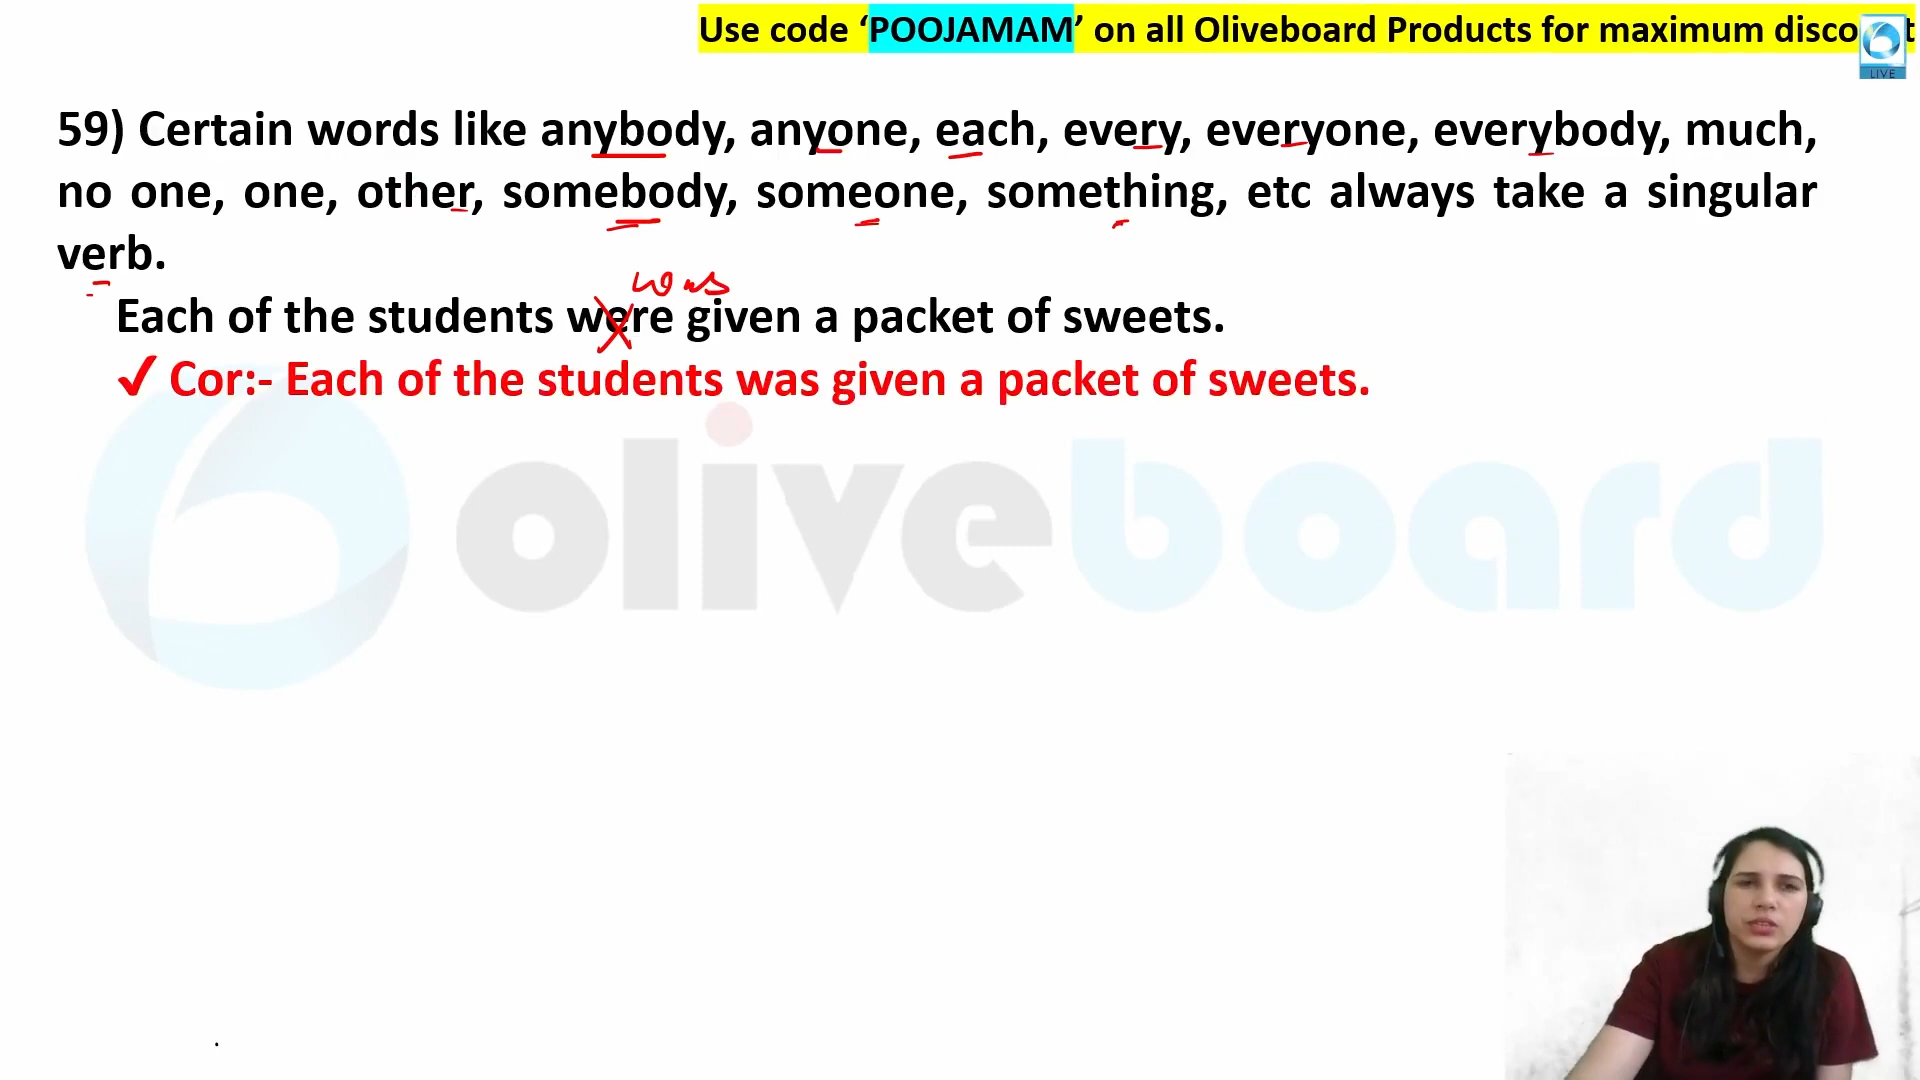 Use code ‘POOJAMAM’ on all Oliveboard Products for maximum disco
LIVE
59) Certain words like anybody, anyone, each, every, everyone, everybody, much,
no one, one, other, somebody, someone, something, etc always take a singular
verb.
was
Each of the students were given a packet of sweets.
✔ Cor:- Each of the students was given a packet of sweets.
oliveboard